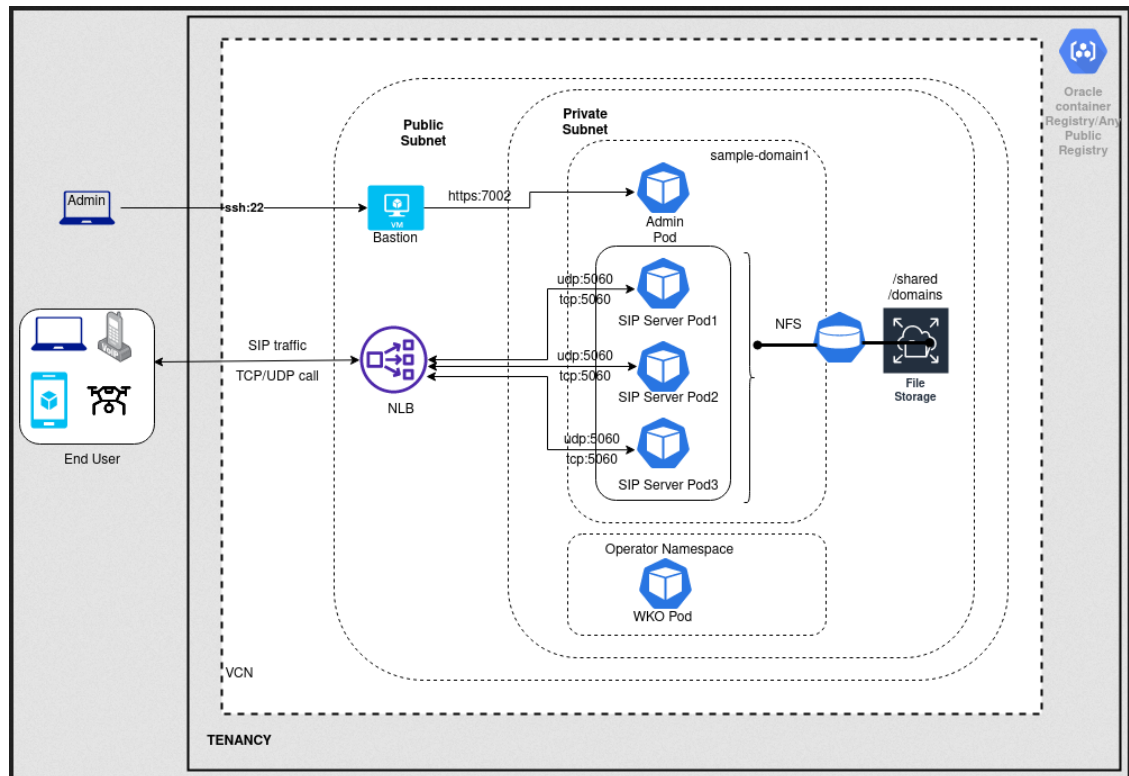 Oracle
container
Registry/Any
Public
Registry
Public
Subnet
Private
Subnet
sample-domain1
Admin
ssh:22
VM
Bastion
https:7002
Admin
Pod
udp:5060
tcp:5060
SIP Server Pod1
/shared
/domains
NFS
File
Storage
SIP traffic
TCP/UDP call
NLB
udp:5060
tcp:5060
SIP Server Pod2
udp:5060
tcp:5060
SIP Server Pod3
End User
Operator Namespace
WKO Pod
VCN
TENANCY